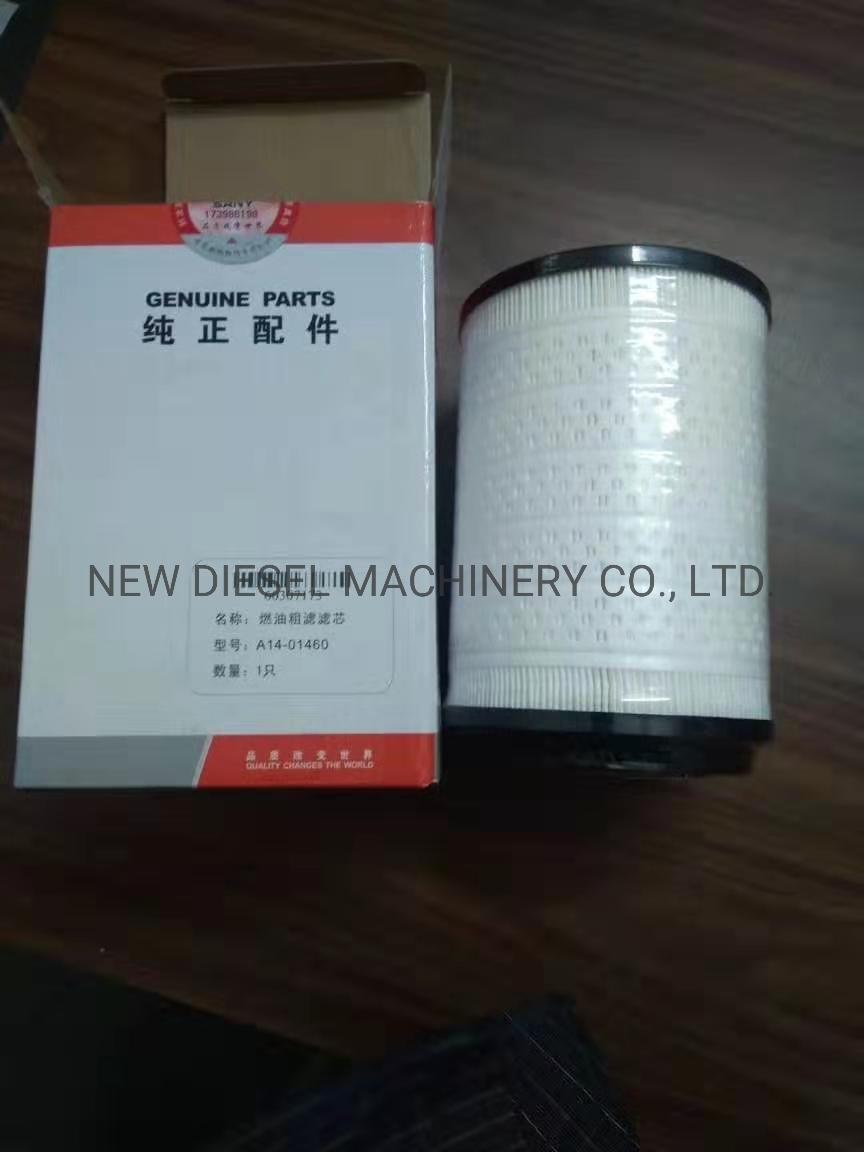 SANY
173988198
GENUINE PARTS
纯正配件
NEW DIESEL MACHINERY CO., LTD.
60307173
名称：燃油粗滤滤芯
型号：A14-01460
数量：1只
品质改变世界
QUALITY CHANGES THE WORLD